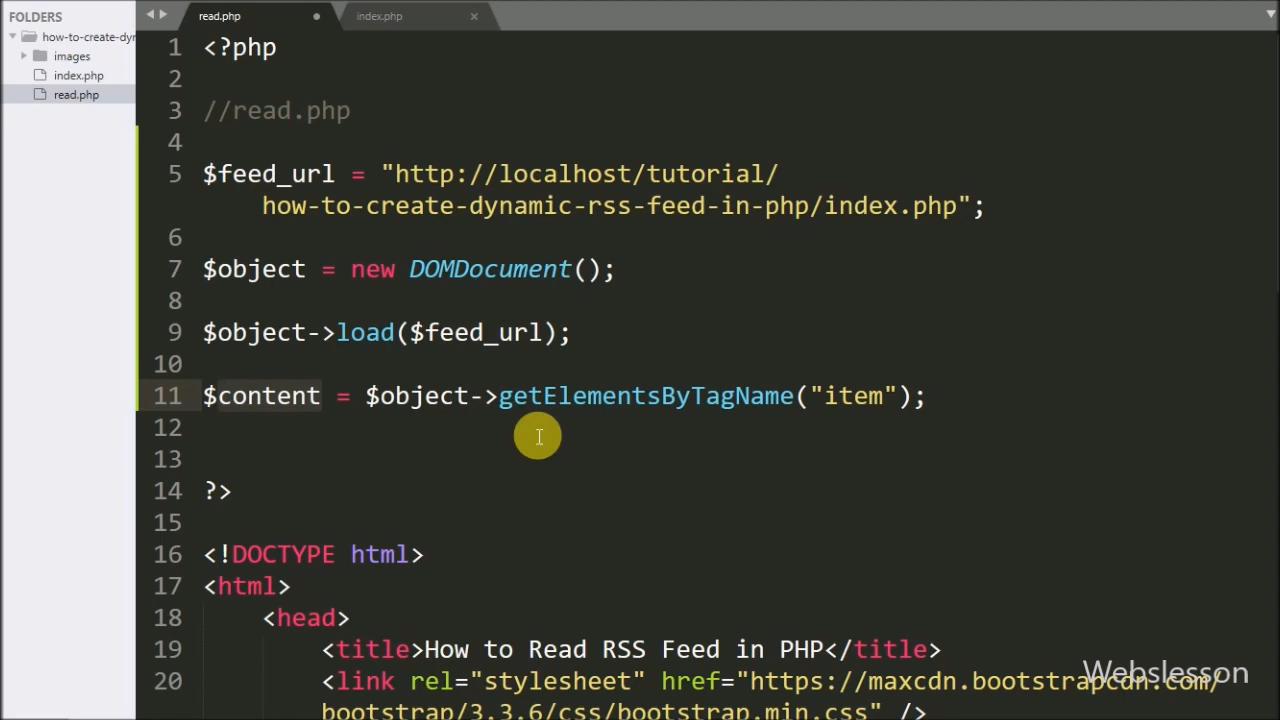 FOLDERS
how-to-create-dyn
images
index.php
read.php
read.php
index.php
1 <?php
2
3 //read.php
4
5 $feed_url = "http://localhost/tutorial/
how-to-create-dynamic-rss-feed-in-php/index.php";
6
7 $object = new DOMDocument();
8
9 $object->load($feed_url);
10
11 $content = $object->getElementsByTagName("item");
12
13
14 ?>
15
16 <!DOCTYPE html>
17 <html>
18 <head>
19 <title>How to Read RSS Feed in PHP</title>
20 <link rel="stylesheet" href="https://maxcdn.bootstrapcdn.com/
bootstrap/3.3.6/css/bootstrap.min.css" />
Webslesson